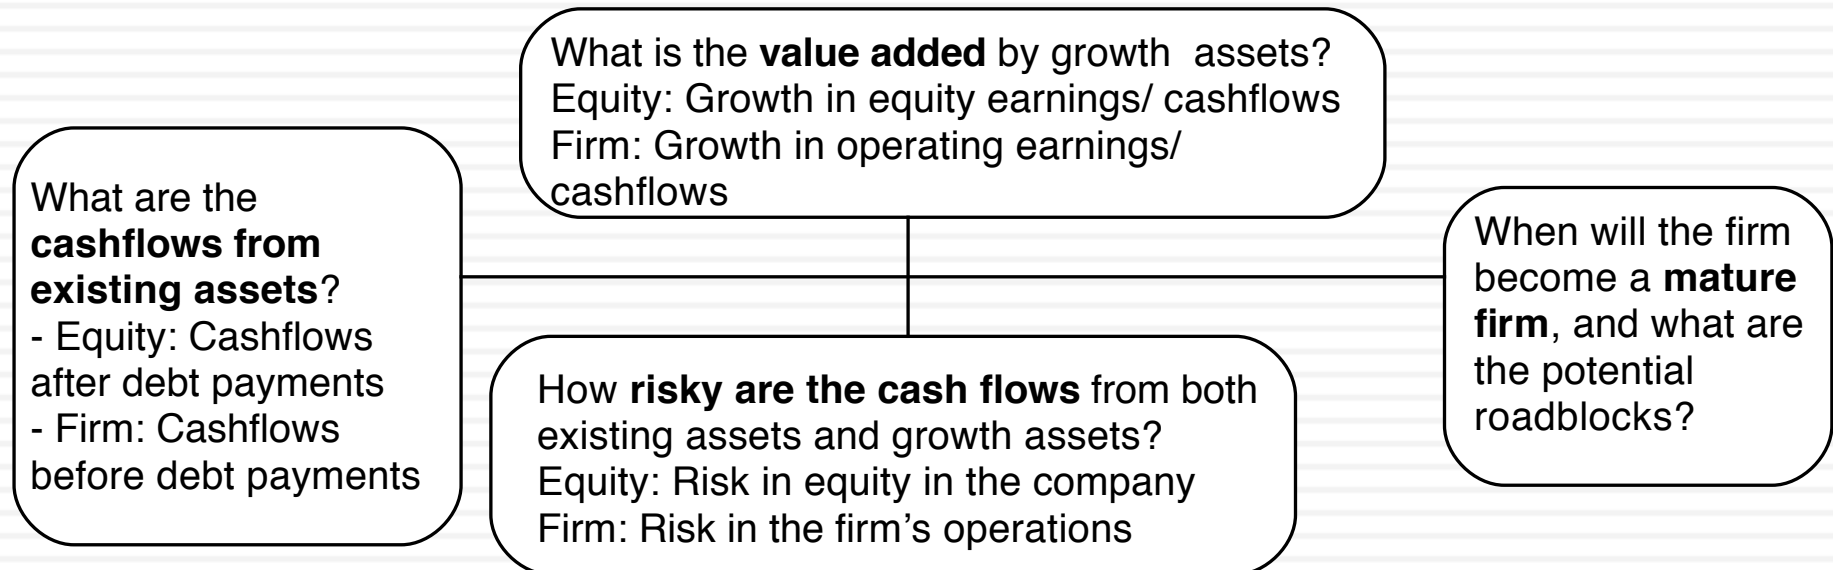 What is the value added by growth assets?
Equity: Growth in equity earnings/ cashflows
Firm: Growth in operating earnings/
cashflows
What are the
cashflows from
existing assets?
- Equity: Cashflows
after debt payments
- Firm: Cashflows
before debt payments
How risky are the cash flows from both
existing assets and growth assets?
Equity: Risk in equity in the company
Firm: Risk in the firm’s operations
When will the firm
become a mature
firm, and what are
the potential
roadblocks?